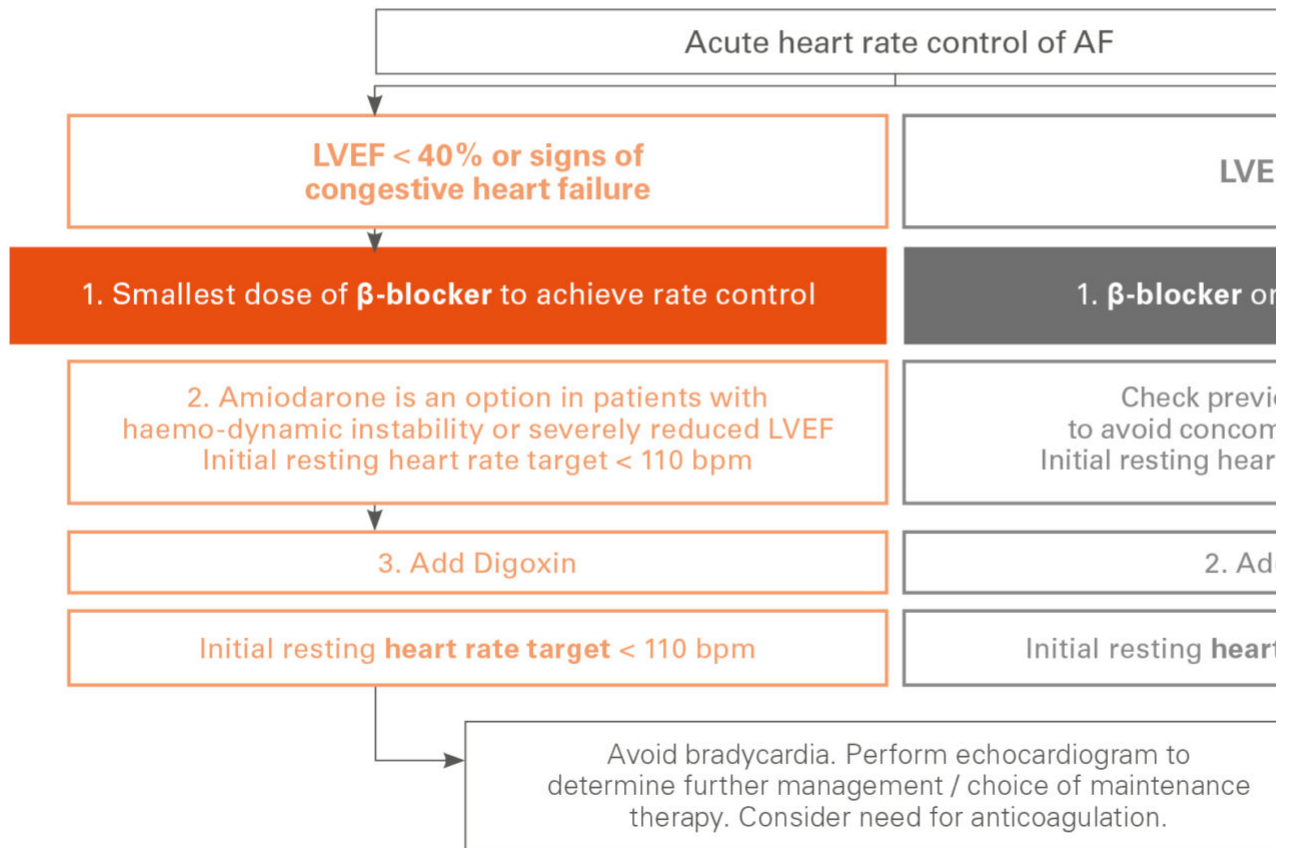 Acute heart rate control of AF
LVEF < 40% or signs of
congestive heart failure
1. Smallest dose of β-blocker to achieve rate control
2. Amiodarone is an option in patients with
haemo-dynamic instability or severely reduced LVEF
Initial resting heart rate target < 110 bpm
3. Add Digoxin
Initial resting heart rate target < 110 bpm
LVE
1. β-blocker or
Check previ
to avoid concom
Initial resting hear
2. Ad
Initial resting heart
Avoid bradycardia. Perform echocardiogram to
determine further management / choice of maintenance
therapy. Consider need for anticoagulation.